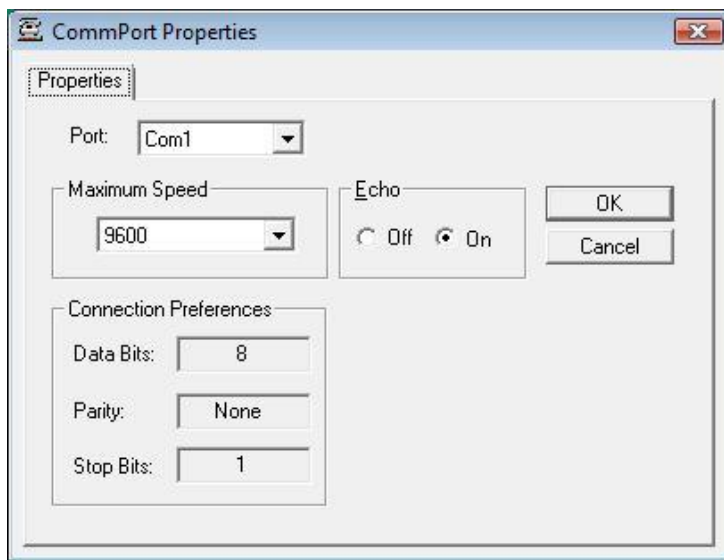 CommPort Properties
Properties
Port: Com1
Maximum Speed
9600
Echo
Off On
OK
Cancel
Connection Preferences
Data Bits: 8
Parity: None
Stop Bits: 1